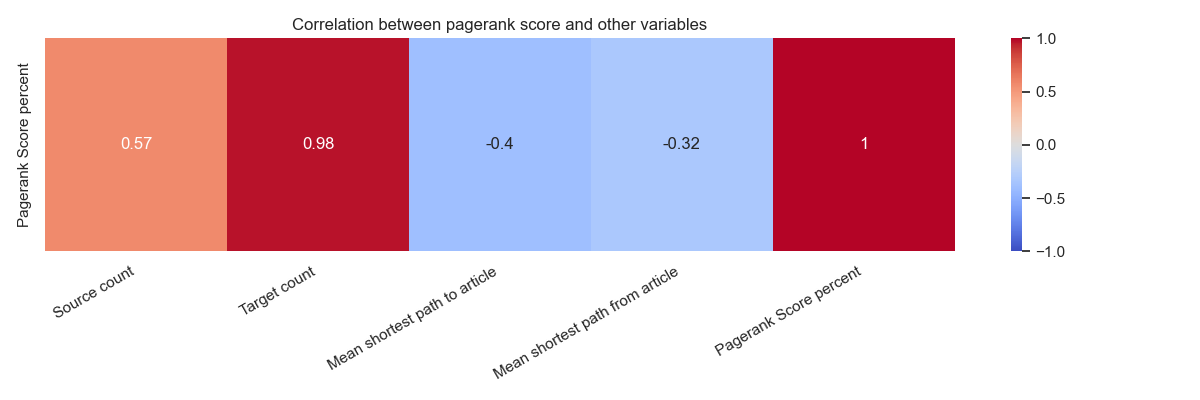 Correlation between pagerank score and other variables
Pagerank Score percent
0.57
0.98
-0.4
-0.32
1
Source count
Target count
Mean shortest path to article
Mean shortest path from article
Pagerank Score percent
1.0
0.5
0.0
−0.5
−1.0